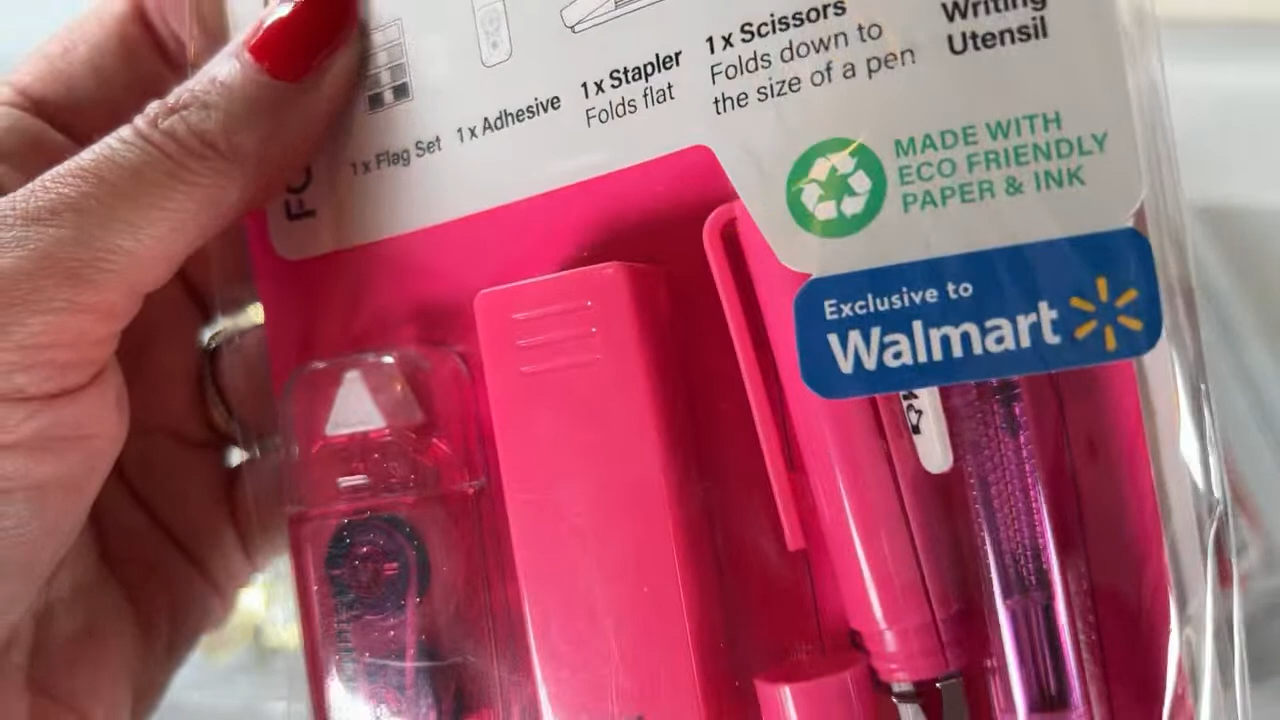 1 x Flag Set
1 x Adhesive
1 x Stapler
Folds flat
1 x Scissors
Folds down to
the size of a pen
Writing
Utensil
MADE WITH
ECO FRIENDLY
PAPER & INK
Exclusive to
Walmart